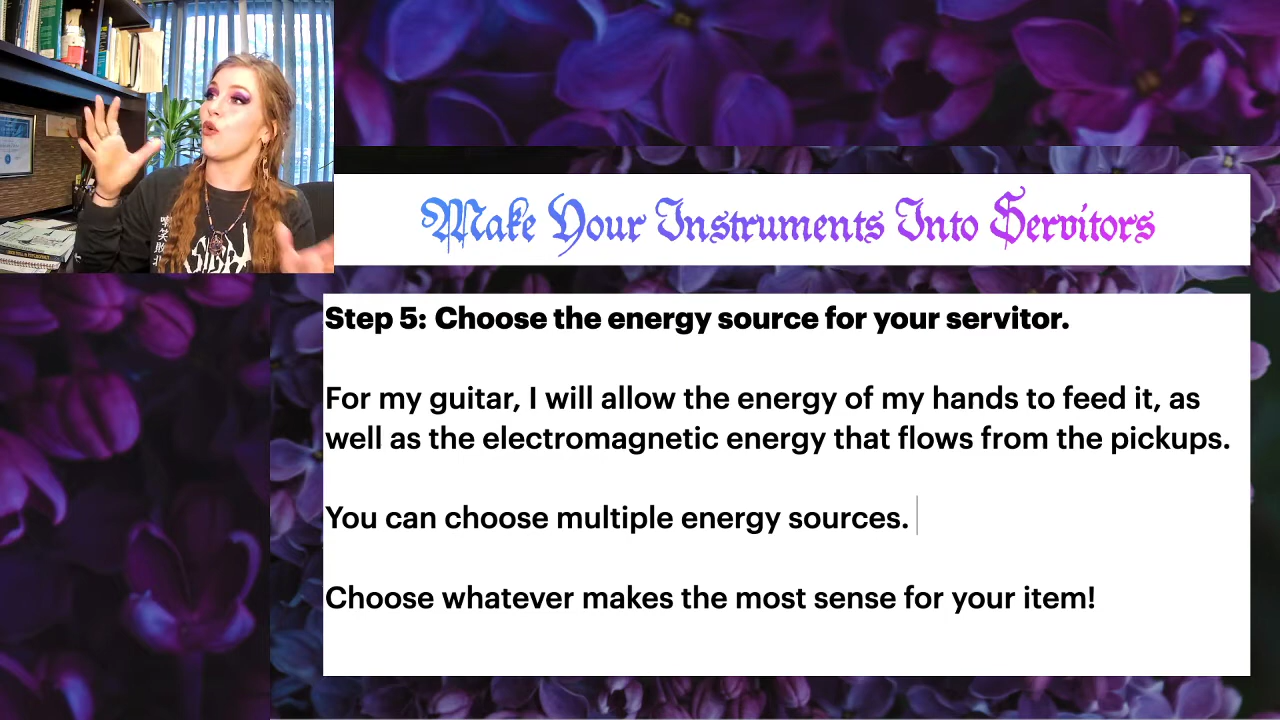 Make Your Instruments Into Servitors
Step 5: Choose the energy source for your servitor.
For my guitar, I will allow the energy of my hands to feed it, as
well as the electromagnetic energy that flows from the pickups.
You can choose multiple energy sources.
Choose whatever makes the most sense for your item!